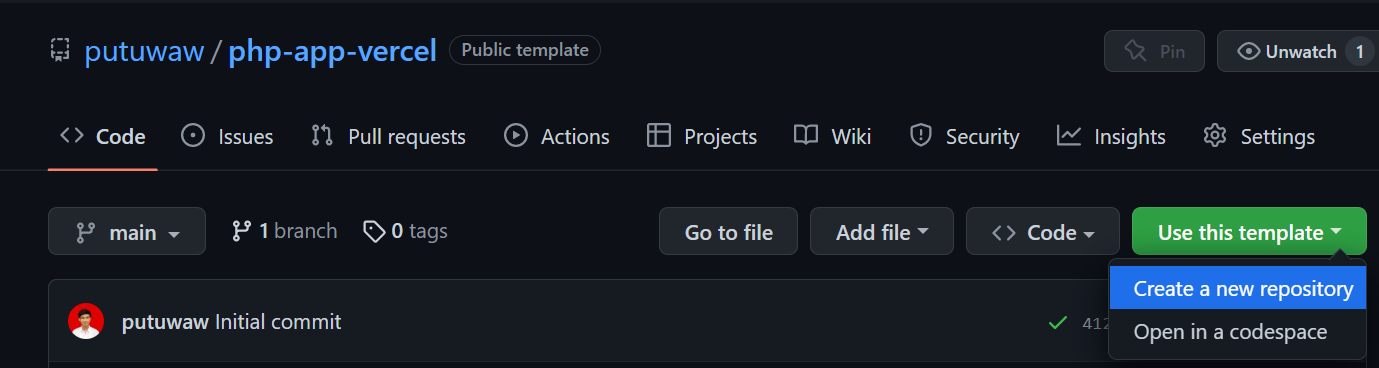 putuwaw / php-app-vercel Public template Pin Unwatch 1
Code Issues Pull requests Actions Projects Wiki Security Insights Settings
main 1 branch 0 tags Go to file Add file Code Use this template
Create a new repository
putuwaw Initial commit 412
Open in a codespace